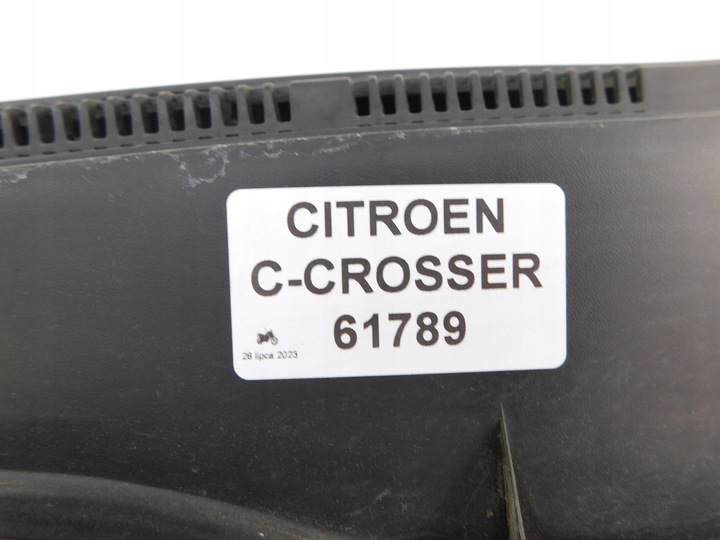 CITROEN
C-CROSSER
61789
28 lipca 2023